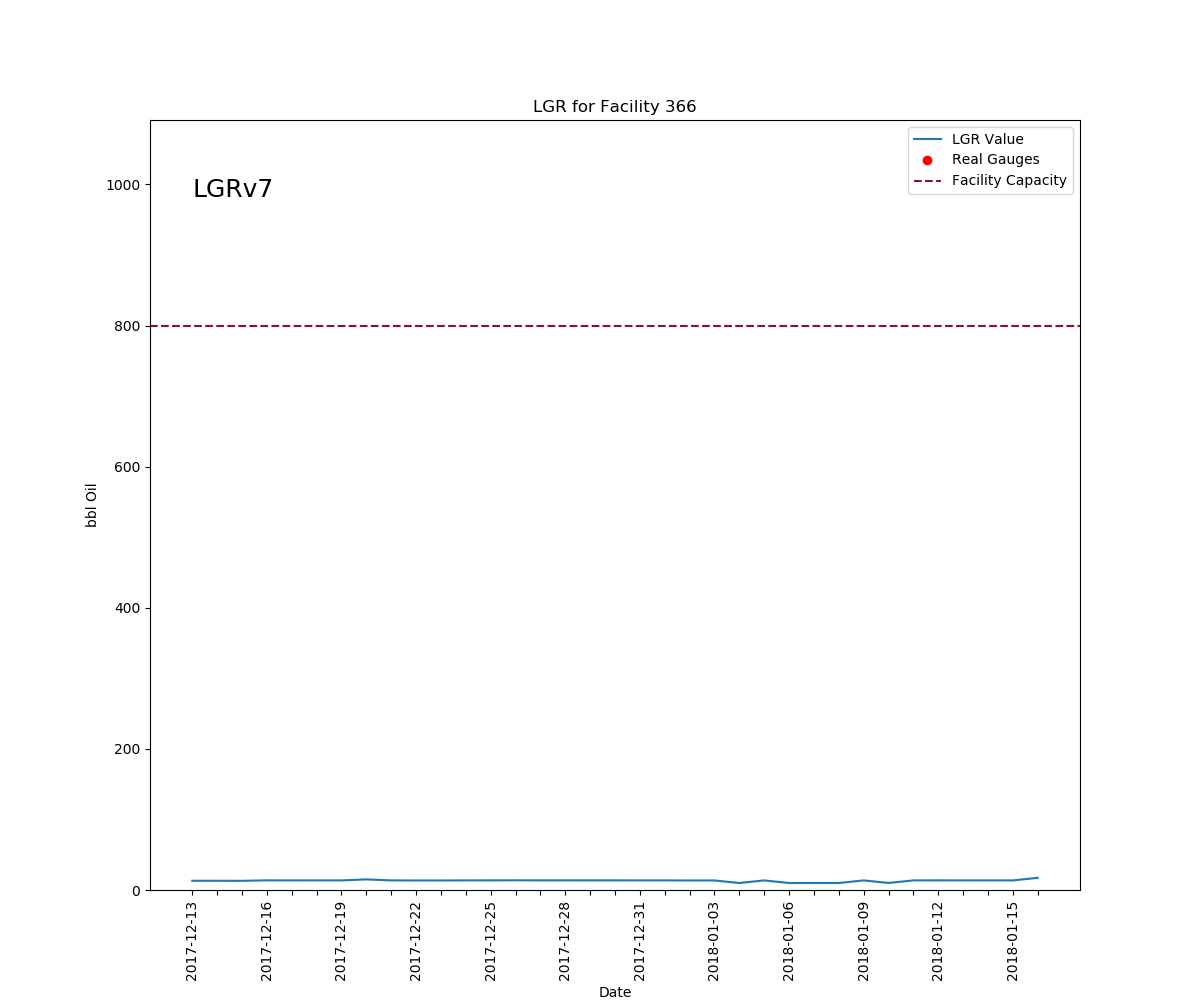 LGR for Facility 366
LGR Value
Real Gauges
Facility Capacity
LGRv7
1000
800
600
400
200
0
bbl Oil
2017-12-13
2017-12-16
2017-12-19
2017-12-22
2017-12-25
2017-12-28
2017-12-31
2018-01-03
2018-01-06
2018-01-09
2018-01-12
2018-01-15
Date